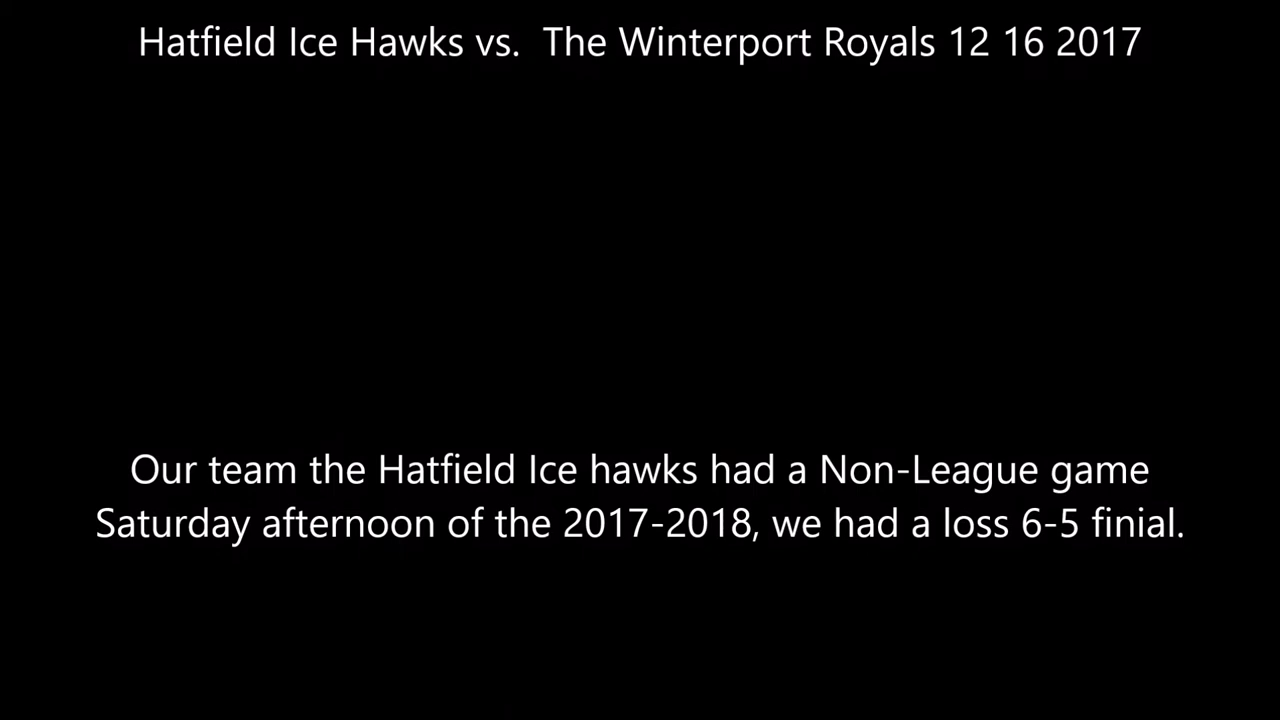 Hatfield Ice Hawks vs.  The Winterport Royals 12 16 2017
Our team the Hatfield Ice hawks had a Non-League game
Saturday afternoon of the 2017-2018, we had a loss 6-5 finial.